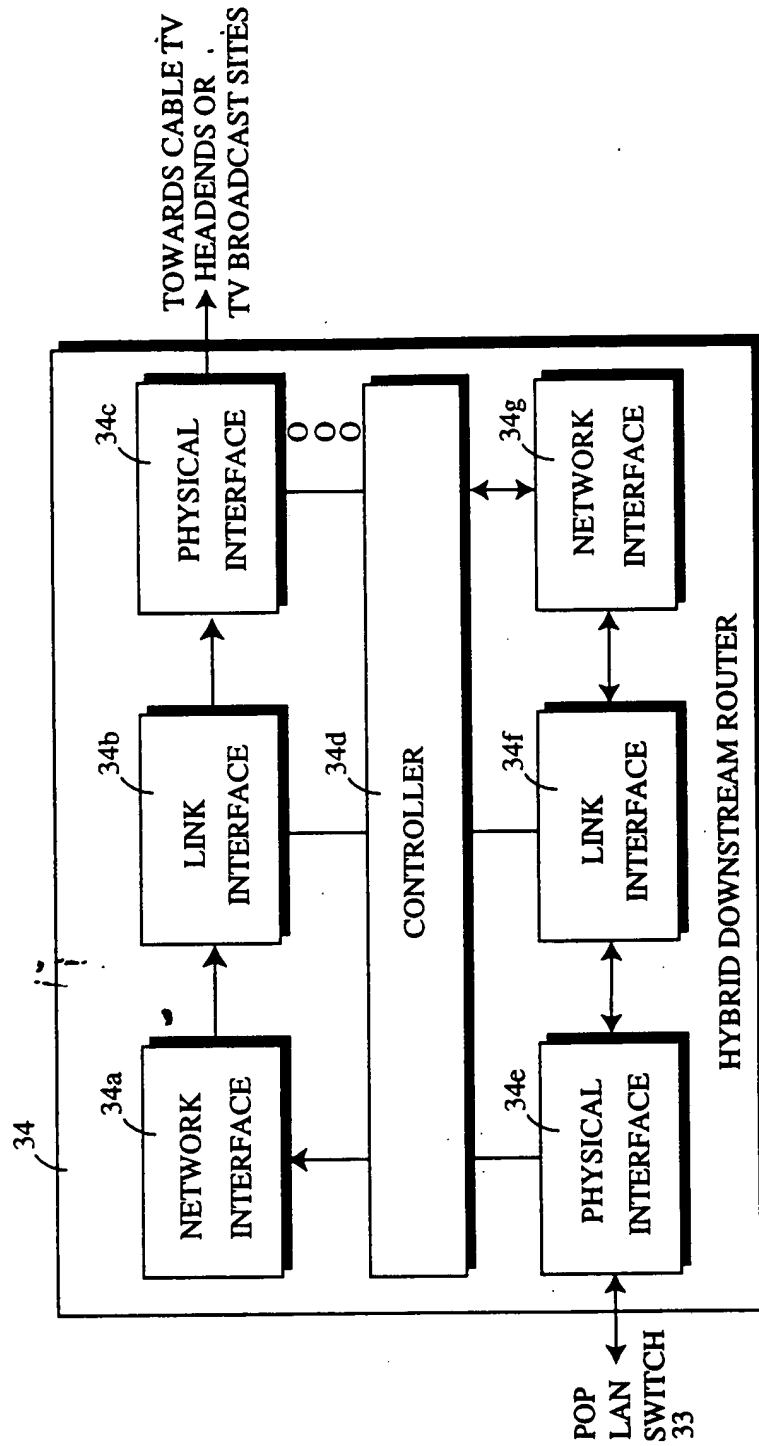 TOWARDS CABLE TV
HEADENDS OR
TV BROADCAST SITES
34
34a
NETWORK
INTERFACE
34b
LINK
INTERFACE
34c
PHYSICAL
INTERFACE
34d
CONTROLLER
34e
PHYSICAL
INTERFACE
34f
LINK
INTERFACE
34g
NETWORK
INTERFACE
HYBRID DOWNSTREAM ROUTER
POP
LAN
SWITCH
33